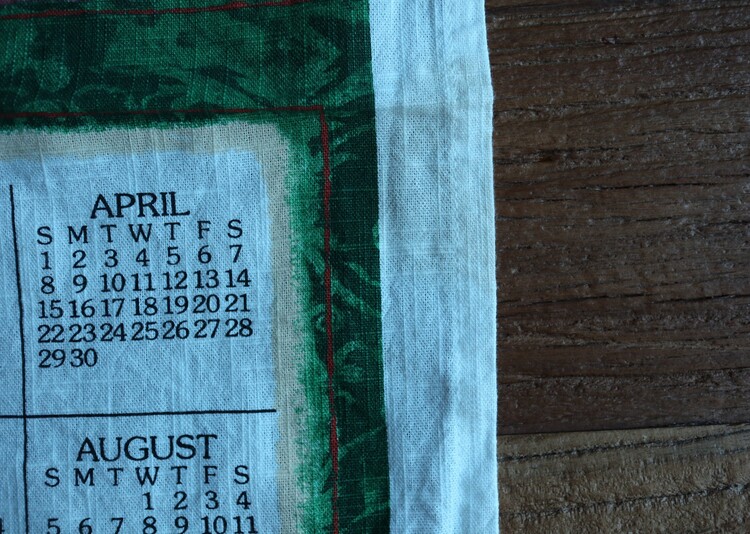 APRIL
S M T W T F S
1 2 3 4 5 6 7
8 9 10 11 12 13 14
15 16 17 18 19 20 21
22 23 24 25 26 27 28
29 30
AUGUST
S M T W T F S
1 2 3 4
5 6 7 8 9 10 11